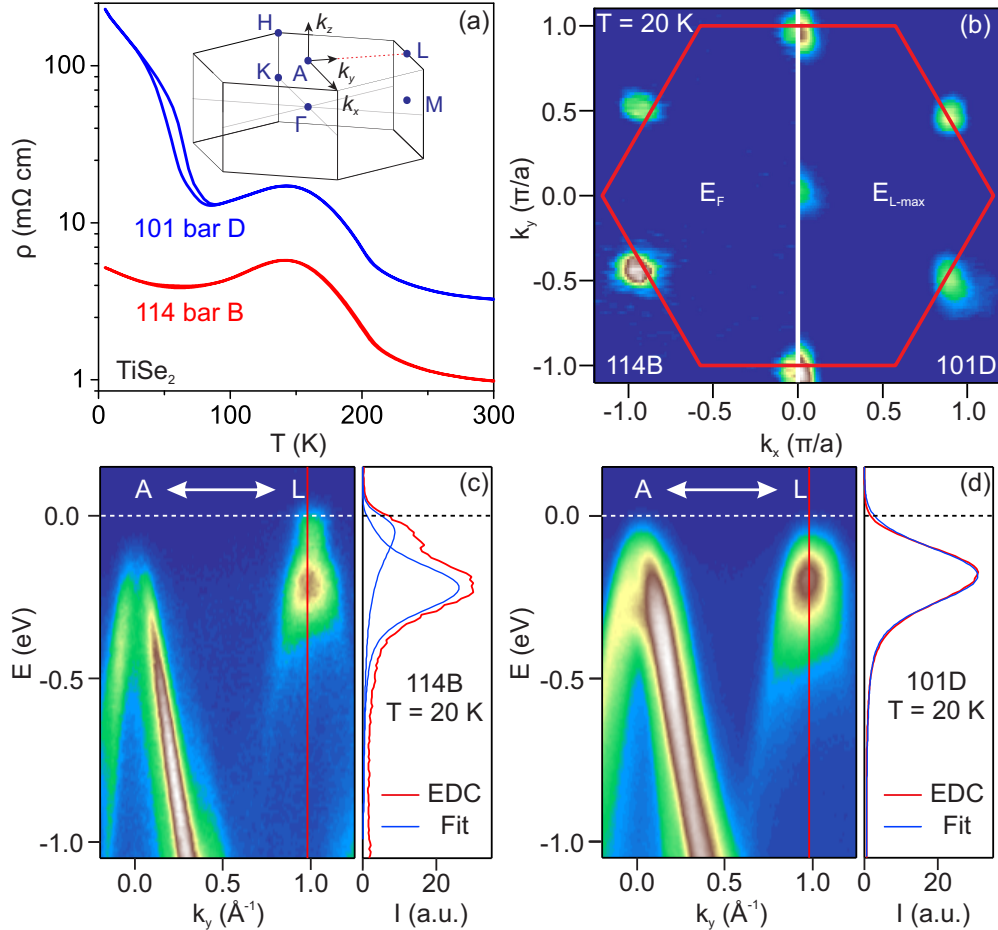 (a)
ρ (mΩ cm)
100
10
1
H
k_z
L
K
A
k_y
k_x
M
Γ
101 bar D
114 bar B
TiSe₂
0
50
100
150
200
250
300
T (K)
T = 20 K
(b)
k_y (π/a)
1.0
0.5
0.0
-0.5
-1.0
E_F
E_L-max
114B
101D
-1.0
-0.5
0.0
0.5
1.0
k_x (π/a)
A
L
(c)
E (eV)
0.0
-0.5
-1.0
114B
T = 20 K
EDC
Fit
0.0
0.5
1.0
k_y (Å⁻¹)
0
20
I (a.u.)
A
L
(d)
E (eV)
0.0
-0.5
-1.0
101D
T = 20 K
EDC
Fit
0.0
0.5
1.0
k_y (Å⁻¹)
0
20
I (a.u.)